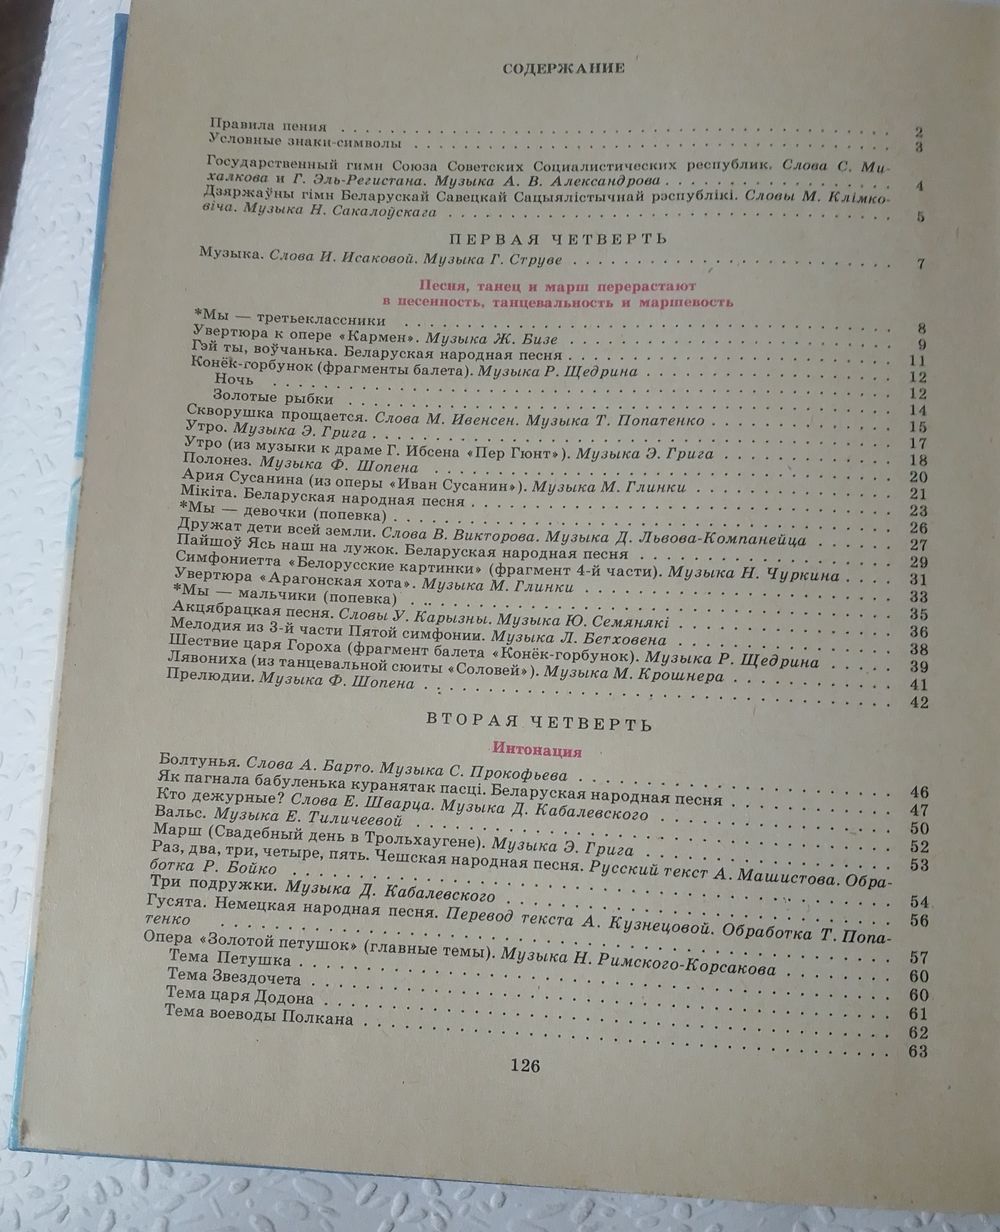 СОДЕРЖАНИЕ
Правила пения . . . 2
Условные знаки-символы . . . 3
Государственный гимн Союза Советских Социалистических республик. Слова С. Ми-
халкова и Г. Эль-Регистана. Музыка А. В. Александрова . . . 4
Дзяржаўны гімн Беларускай Савецкай Сацыялістычнай рэспублікі. Словы М. Клімко-
віча. Музыка Н. Сакалоўскага . . . 5
ПЕРВАЯ ЧЕТВЕРТЬ
Музыка. Слова И. Исаковой. Музыка Г. Струве . . . 7
Песня, танец и марш перерастают
в песенность, танцевальность и маршевость
*Мы — третьеклассники . . . 8
Увертюра к опере «Кармен». Музыка Ж. Бизе . . . 9
Гэй ты, воўчанька. Беларуская народная песня . . . 11
Конёк-горбунок (фрагменты балета). Музыка Р. Щедрина . . . 12
Ночь . . . 12
Золотые рыбки . . . 14
Скворушка прощается. Слова М. Ивенсен. Музыка Т. Попатенко . . . 15
Утро. Музыка Э. Грига . . . 17
Утро (из музыки к драме Г. Ибсена «Пер Гюнт»). Музыка Э. Грига . . . 18
Полонез. Музыка Ф. Шопена . . . 20
Ария Сусанина (из оперы «Иван Сусанин»). Музыка М. Глинки . . . 21
Мікіта. Беларуская народная песня . . . 23
*Мы — девочки (попевка) . . . 26
Дружат дети всей земли. Слова В. Викторова. Музыка Д. Львова-Компанейца . . . 27
Пайшоў Ясь наш на лужок. Беларуская народная песня . . . 29
Симфониетта «Белорусские картинки» (фрагмент 4-й части). Музыка Н. Чуркина . . . 31
Увертюра «Арагонская хота». Музыка М. Глинки . . . 33
*Мы — мальчики (попевка) . . . 35
Акцябрацкая песня. Словы У. Карызны. Музыка Ю. Семянякі . . . 36
Мелодия из 3-й части Пятой симфонии. Музыка Л. Бетховена . . . 38
Шествие царя Гороха (фрагмент балета «Конёк-горбунок). Музыка Р. Щедрина . . . 39
Лявониха (из танцевальной сюиты «Соловей»). Музыка М. Крошнера . . . 41
Прелюдии. Музыка Ф. Шопена . . . 42
ВТОРАЯ ЧЕТВЕРТЬ
Интонация
Болтунья. Слова А. Барто. Музыка С. Прокофьева . . . 46
Як пагнала бабуленька куранятак пасці. Беларуская народная песня . . . 47
Кто дежурные? Слова Е. Шварца. Музыка Д. Кабалевского . . . 50
Вальс. Музыка Е. Тиличеевой . . . 52
Марш (Свадебный день в Трольхаугене). Музыка Э. Грига . . . 53
Раз, два, три, четыре, пять. Чешская народная песня. Русский текст А. Машистова. Обра-
ботка Р. Бойко . . . 54
Три подружки. Музыка Д. Кабалевского . . . 56
Гусята. Немецкая народная песня. Перевод текста А. Кузнецовой. Обработка Т. Попа-
тенко . . . 57
Опера «Золотой петушок» (главные темы). Музыка Н. Римского-Корсакова . . . 60
Тема Петушка . . . 60
Тема Звездочета . . . 61
Тема царя Додона . . . 62
Тема воеводы Полкана . . . 63
126